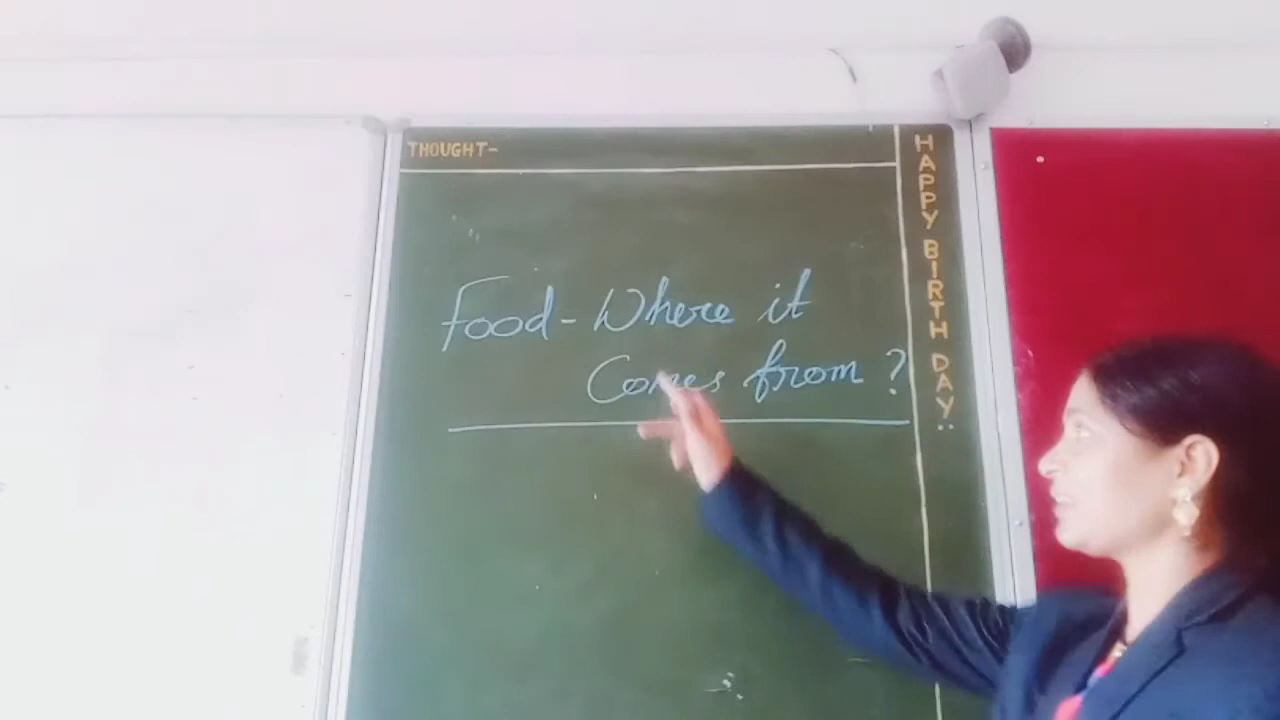 THOUGHT-
Food - Where it
Comes from ?
HAPPY BIRTH DAY: